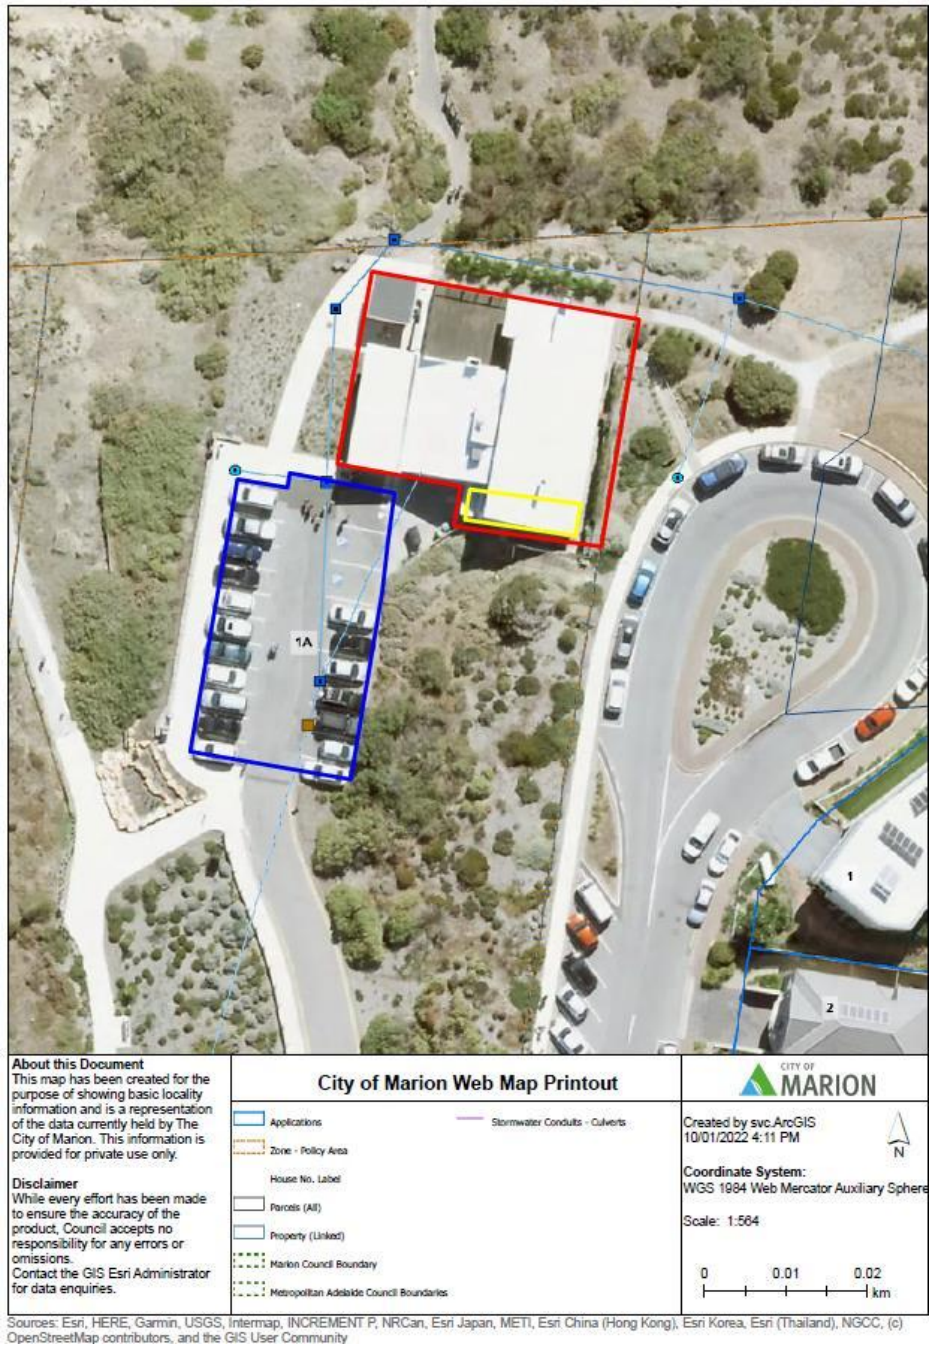 1A
1
2
About this Document
This map has been created for the
purpose of showing basic locality
information and is a representation
of the data currently held by The
City of Marion. This information is
provided for private use only.
Disclaimer
While every effort has been made
to ensure the accuracy of the
product, Council accepts no
responsibility for any errors or
omissions.
Contact the GIS Esri Administrator
for data enquiries.
City of Marion Web Map Printout
Applications
Zone - Policy Area
House No. Label
Parcels (All)
Property (Linked)
Marion Council Boundary
Metropolitan Adelaide Council Boundaries
Stormwater Conduits - Culverts
CITY OF
MARION
Created by svc.ArcGIS
10/01/2022 4:11 PM
N
Coordinate System:
WGS 1984 Web Mercator Auxiliary Sphere
Scale: 1:564
0 0.01 0.02
km
Sources: Esri, HERE, Garmin, USGS, Intermap, INCREMENT P, NRCan, Esri Japan, METI, Esri China (Hong Kong), Esri Korea, Esri (Thailand), NGCC, (c)
OpenStreetMap contributors, and the GIS User Community